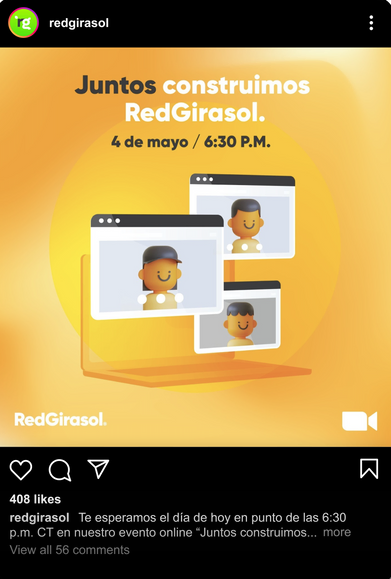 rg
redgirasol
Juntos construimos
RedGirasol.
4 de mayo / 6:30 P.M.
RedGirasol.
408 likes
redgirasol Te esperamos el día de hoy en punto de las 6:30
p.m. CT en nuestro evento online “Juntos construimos... more
View all 56 comments